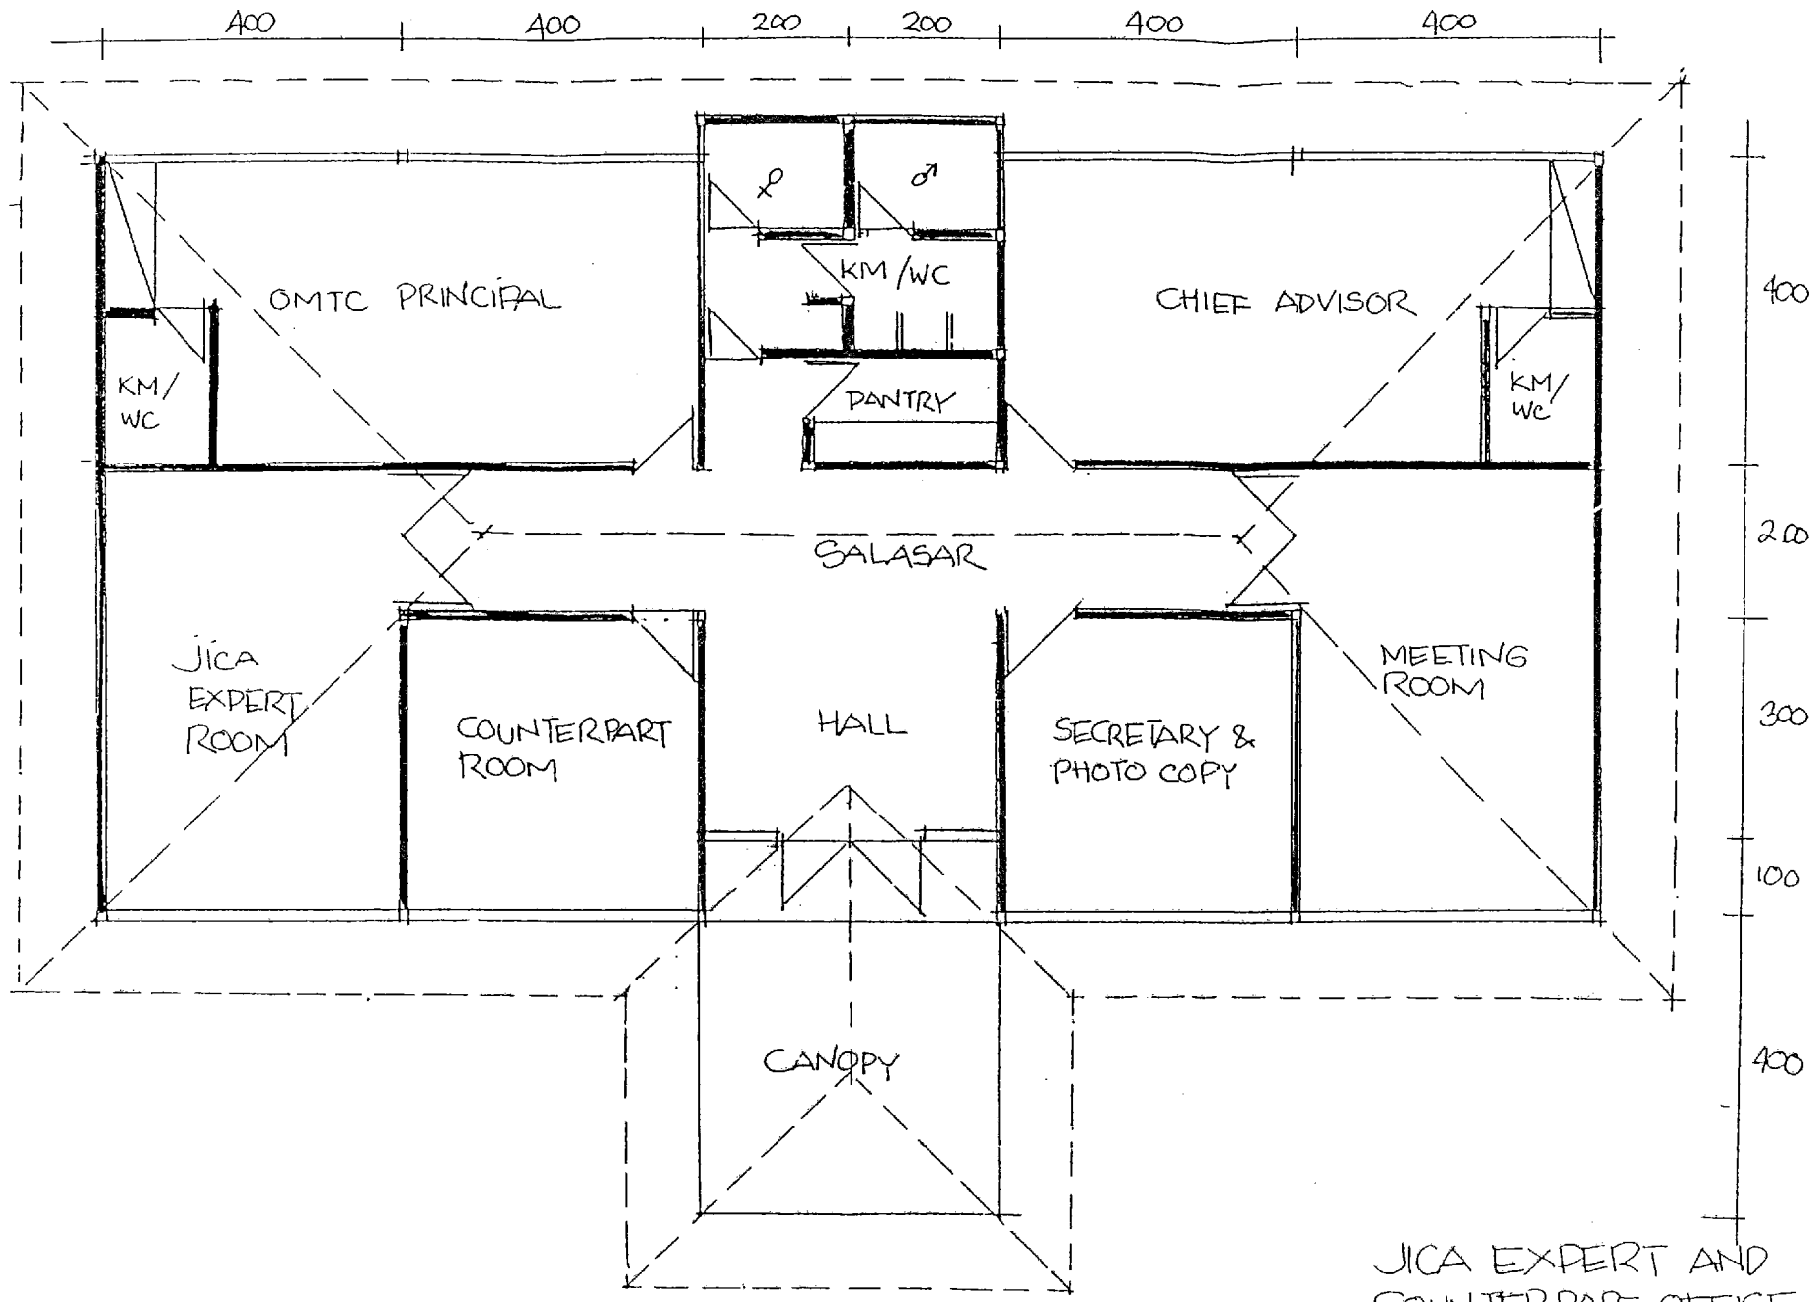 400 400 200 200 400 400
♀ ♂
KM/WC
OMTC PRINCIPAL
CHIEF ADVISOR
400
KM/
WC
PANTRY
KM/
WC
SALASAR
200
JICA
EXPERT
ROOM
COUNTERPART
ROOM
HALL
SECRETARY &
PHOTO COPY
MEETING
ROOM
300
100
CANOPY
400
JICA EXPERT AND
COUNTERPART OFFICE